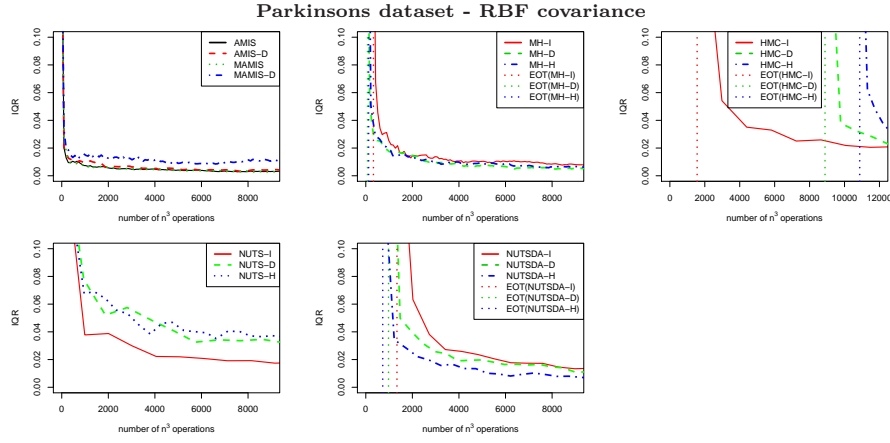 Parkinsons dataset - RBF covariance
IQR
0.00 0.02 0.04 0.06 0.08 0.10
0 2000 4000 6000 8000
number of n³ operations
AMIS
AMIS−D
MAMIS
MAMIS−D
IQR
0.00 0.02 0.04 0.06 0.08 0.10
0 2000 4000 6000 8000
number of n³ operations
MH−I
MH−D
MH−H
EOT(MH−I)
EOT(MH−D)
EOT(MH−H)
IQR
0.00 0.02 0.04 0.06 0.08 0.10
0 2000 4000 6000 8000 10000 12000
number of n³ operations
HMC−I
HMC−D
HMC−H
EOT(HMC−I)
EOT(HMC−D)
EOT(HMC−H)
IQR
0.00 0.02 0.04 0.06 0.08 0.10
0 2000 4000 6000 8000
number of n³ operations
NUTS−I
NUTS−D
NUTS−H
IQR
0.00 0.02 0.04 0.06 0.08 0.10
0 2000 4000 6000 8000
number of n³ operations
NUTSDA−I
NUTSDA−D
NUTSDA−H
EOT(NUTSDA−I)
EOT(NUTSDA−D)
EOT(NUTSDA−H)